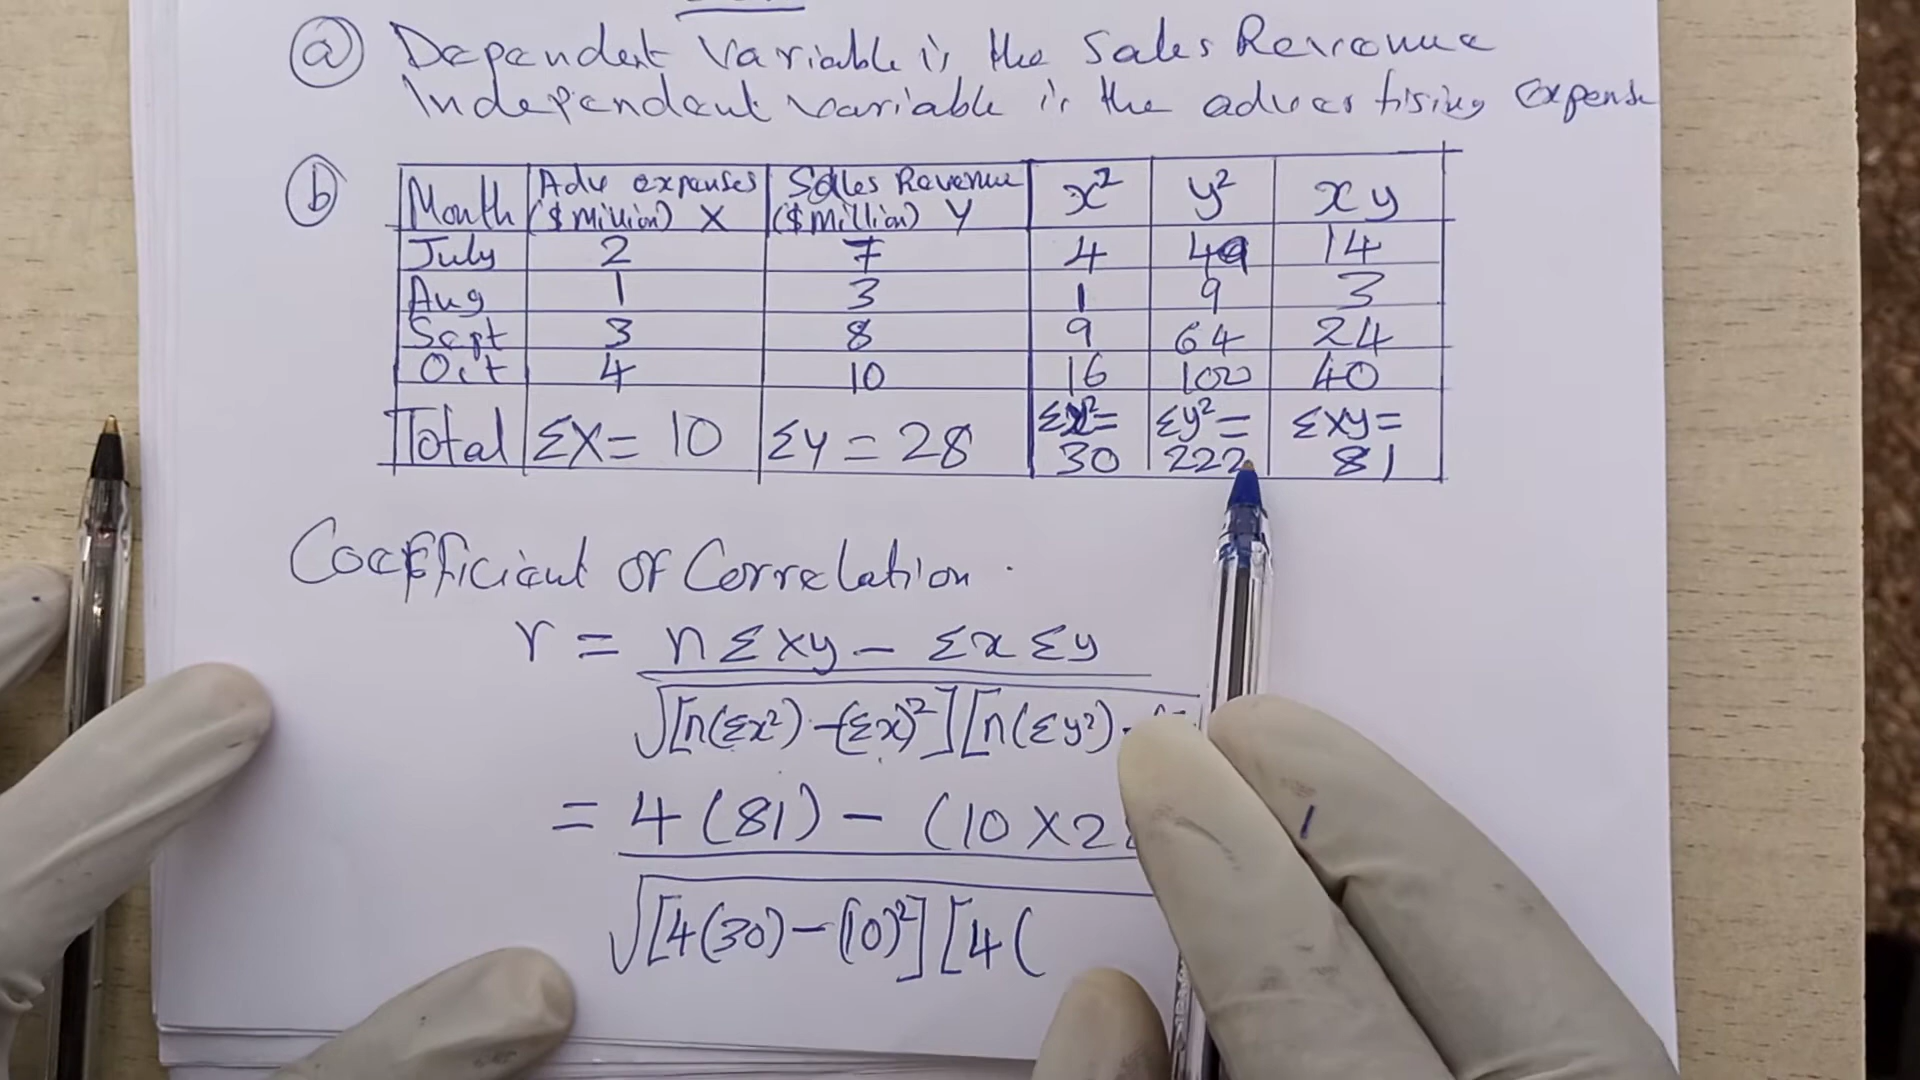 ⓐ Dependent Variable is the Sales Revenue
Independent variable is the advertising expense
ⓑ
Month | Adv expenses ($ Million) X | Sales Revenue ($ Million) Y | x² | y² | xy
July | 2 | 7 | 4 | 49 | 14
Aug | 1 | 3 | 1 | 9 | 3
Sept | 3 | 8 | 9 | 64 | 24
Oct | 4 | 10 | 16 | 100 | 40
Total | ΣX = 10 | Σy = 28 | Σx² = 30 | Σy² = 222 | Σxy = 81
Coefficient of Correlation.
r = nΣxy - ΣxΣy
√[n(Σx²) - (Σx)²][n(Σy²) -
= 4(81) - (10 × 2
√[4(30) - (10)²][4(